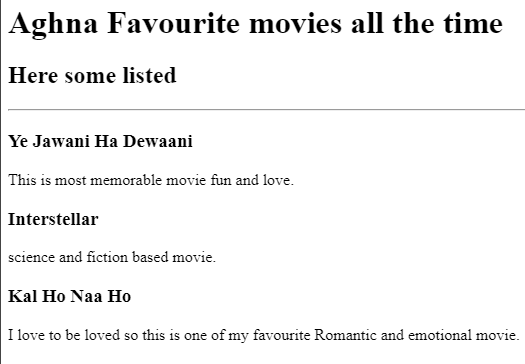 Aghna Favourite movies all the time
Here some listed
Ye Jawani Ha Dewaani
This is most memorable movie fun and love.
Interstellar
science and fiction based movie.
Kal Ho Naa Ho
I love to be loved so this is one of my favourite Romantic and emotional movie.